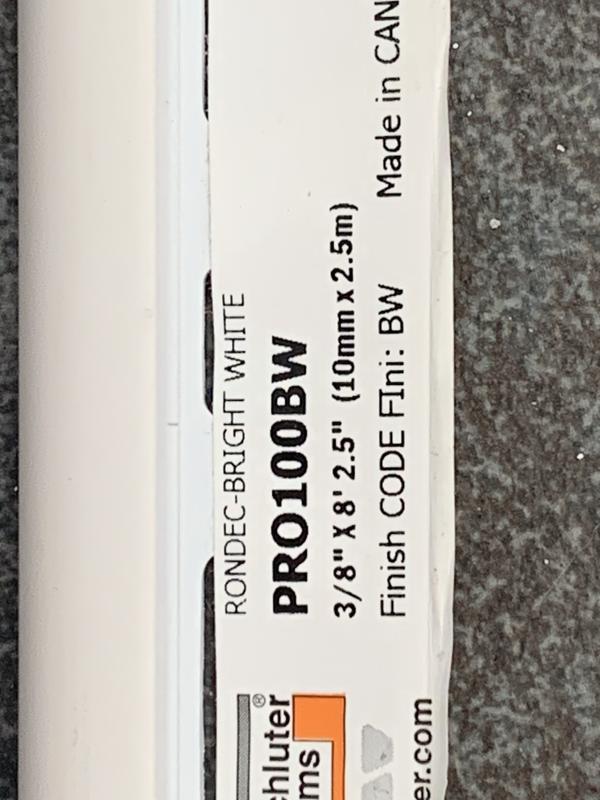 RONDEC-BRIGHT WHITE
PRO100BW
3/8" X 8' 2.5" (10mm x 2.5m)
Finish CODE FIni: BW Made in CAN
chluter®
ms
er.com